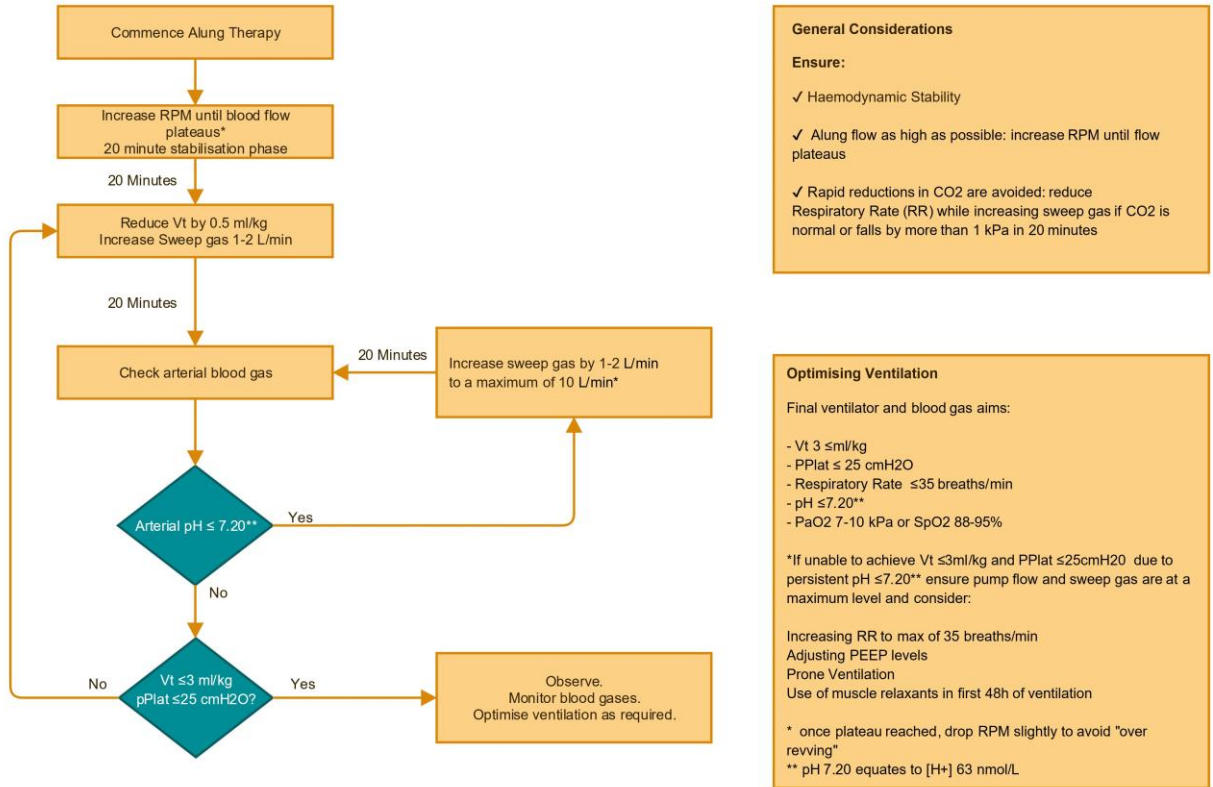 Commence Alung Therapy
Increase RPM until blood flow
plateaus*
20 minute stabilisation phase
20 Minutes
Reduce Vt by 0.5 ml/kg
Increase Sweep gas 1-2 L/min
20 Minutes
Check arterial blood gas
20 Minutes
Increase sweep gas by 1-2 L/min
to a maximum of 10 L/min*
Arterial pH ≤ 7.20**
Yes
No
Vt ≤3 ml/kg
pPlat ≤25 cmH2O?
No
Yes
Observe.
Monitor blood gases.
Optimise ventilation as required.
General Considerations
Ensure:
✓ Haemodynamic Stability
✓ Alung flow as high as possible: increase RPM until flow
plateaus
✓ Rapid reductions in CO2 are avoided: reduce
Respiratory Rate (RR) while increasing sweep gas if CO2 is
normal or falls by more than 1 kPa in 20 minutes
Optimising Ventilation
Final ventilator and blood gas aims:
- Vt 3 ≤ml/kg
- PPlat ≤ 25 cmH2O
- Respiratory Rate ≤35 breaths/min
- pH ≤7.20**
- PaO2 7-10 kPa or SpO2 88-95%
*If unable to achieve Vt ≤3ml/kg and PPlat ≤25cmH20 due to
persistent pH ≤7.20** ensure pump flow and sweep gas are at a
maximum level and consider:
Increasing RR to max of 35 breaths/min
Adjusting PEEP levels
Prone Ventilation
Use of muscle relaxants in first 48h of ventilation
* once plateau reached, drop RPM slightly to avoid "over
revving"
** pH 7.20 equates to [H+] 63 nmol/L